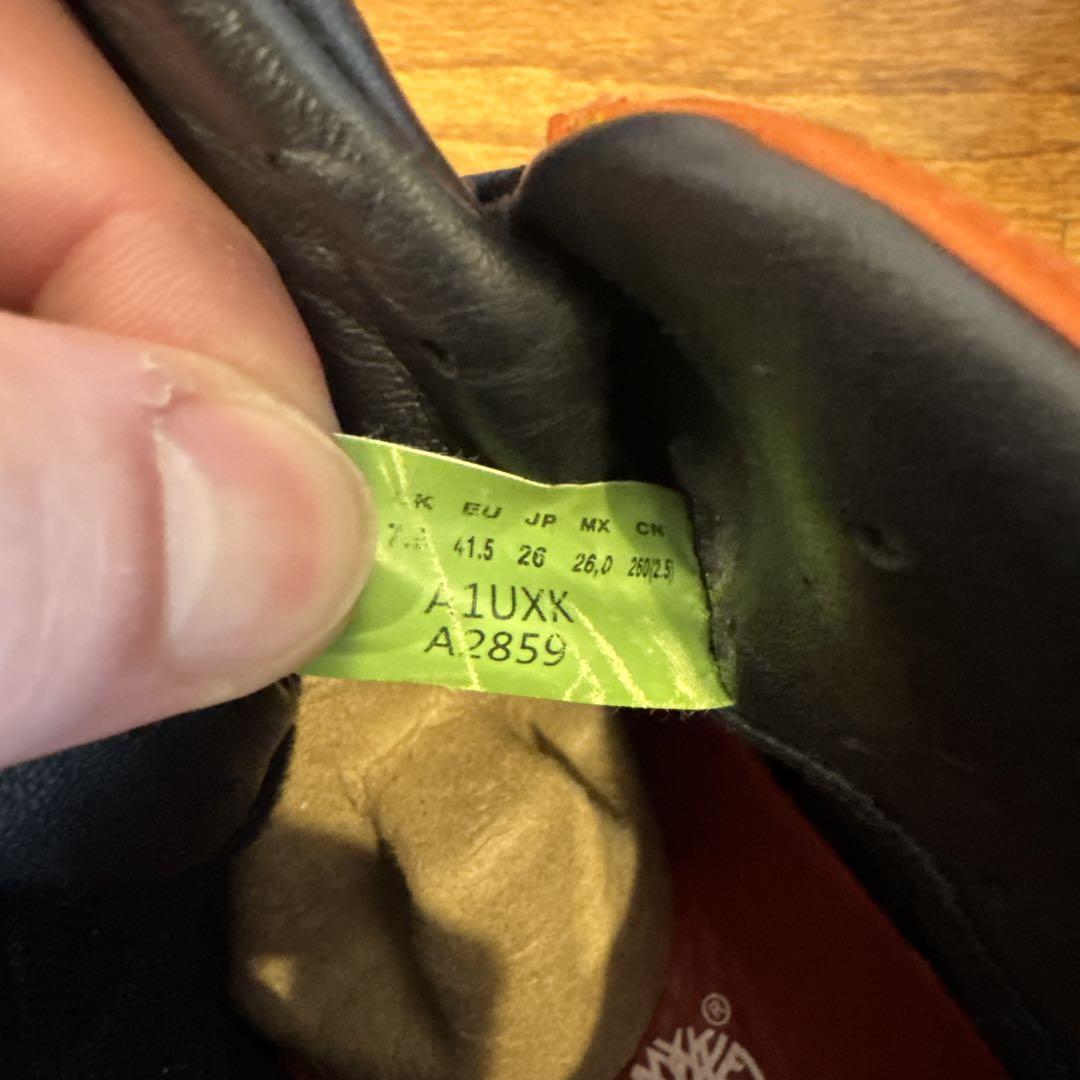 EU JP MX CN
41.5 26 26,0 260(2.5)
A1UXK
A2859
®